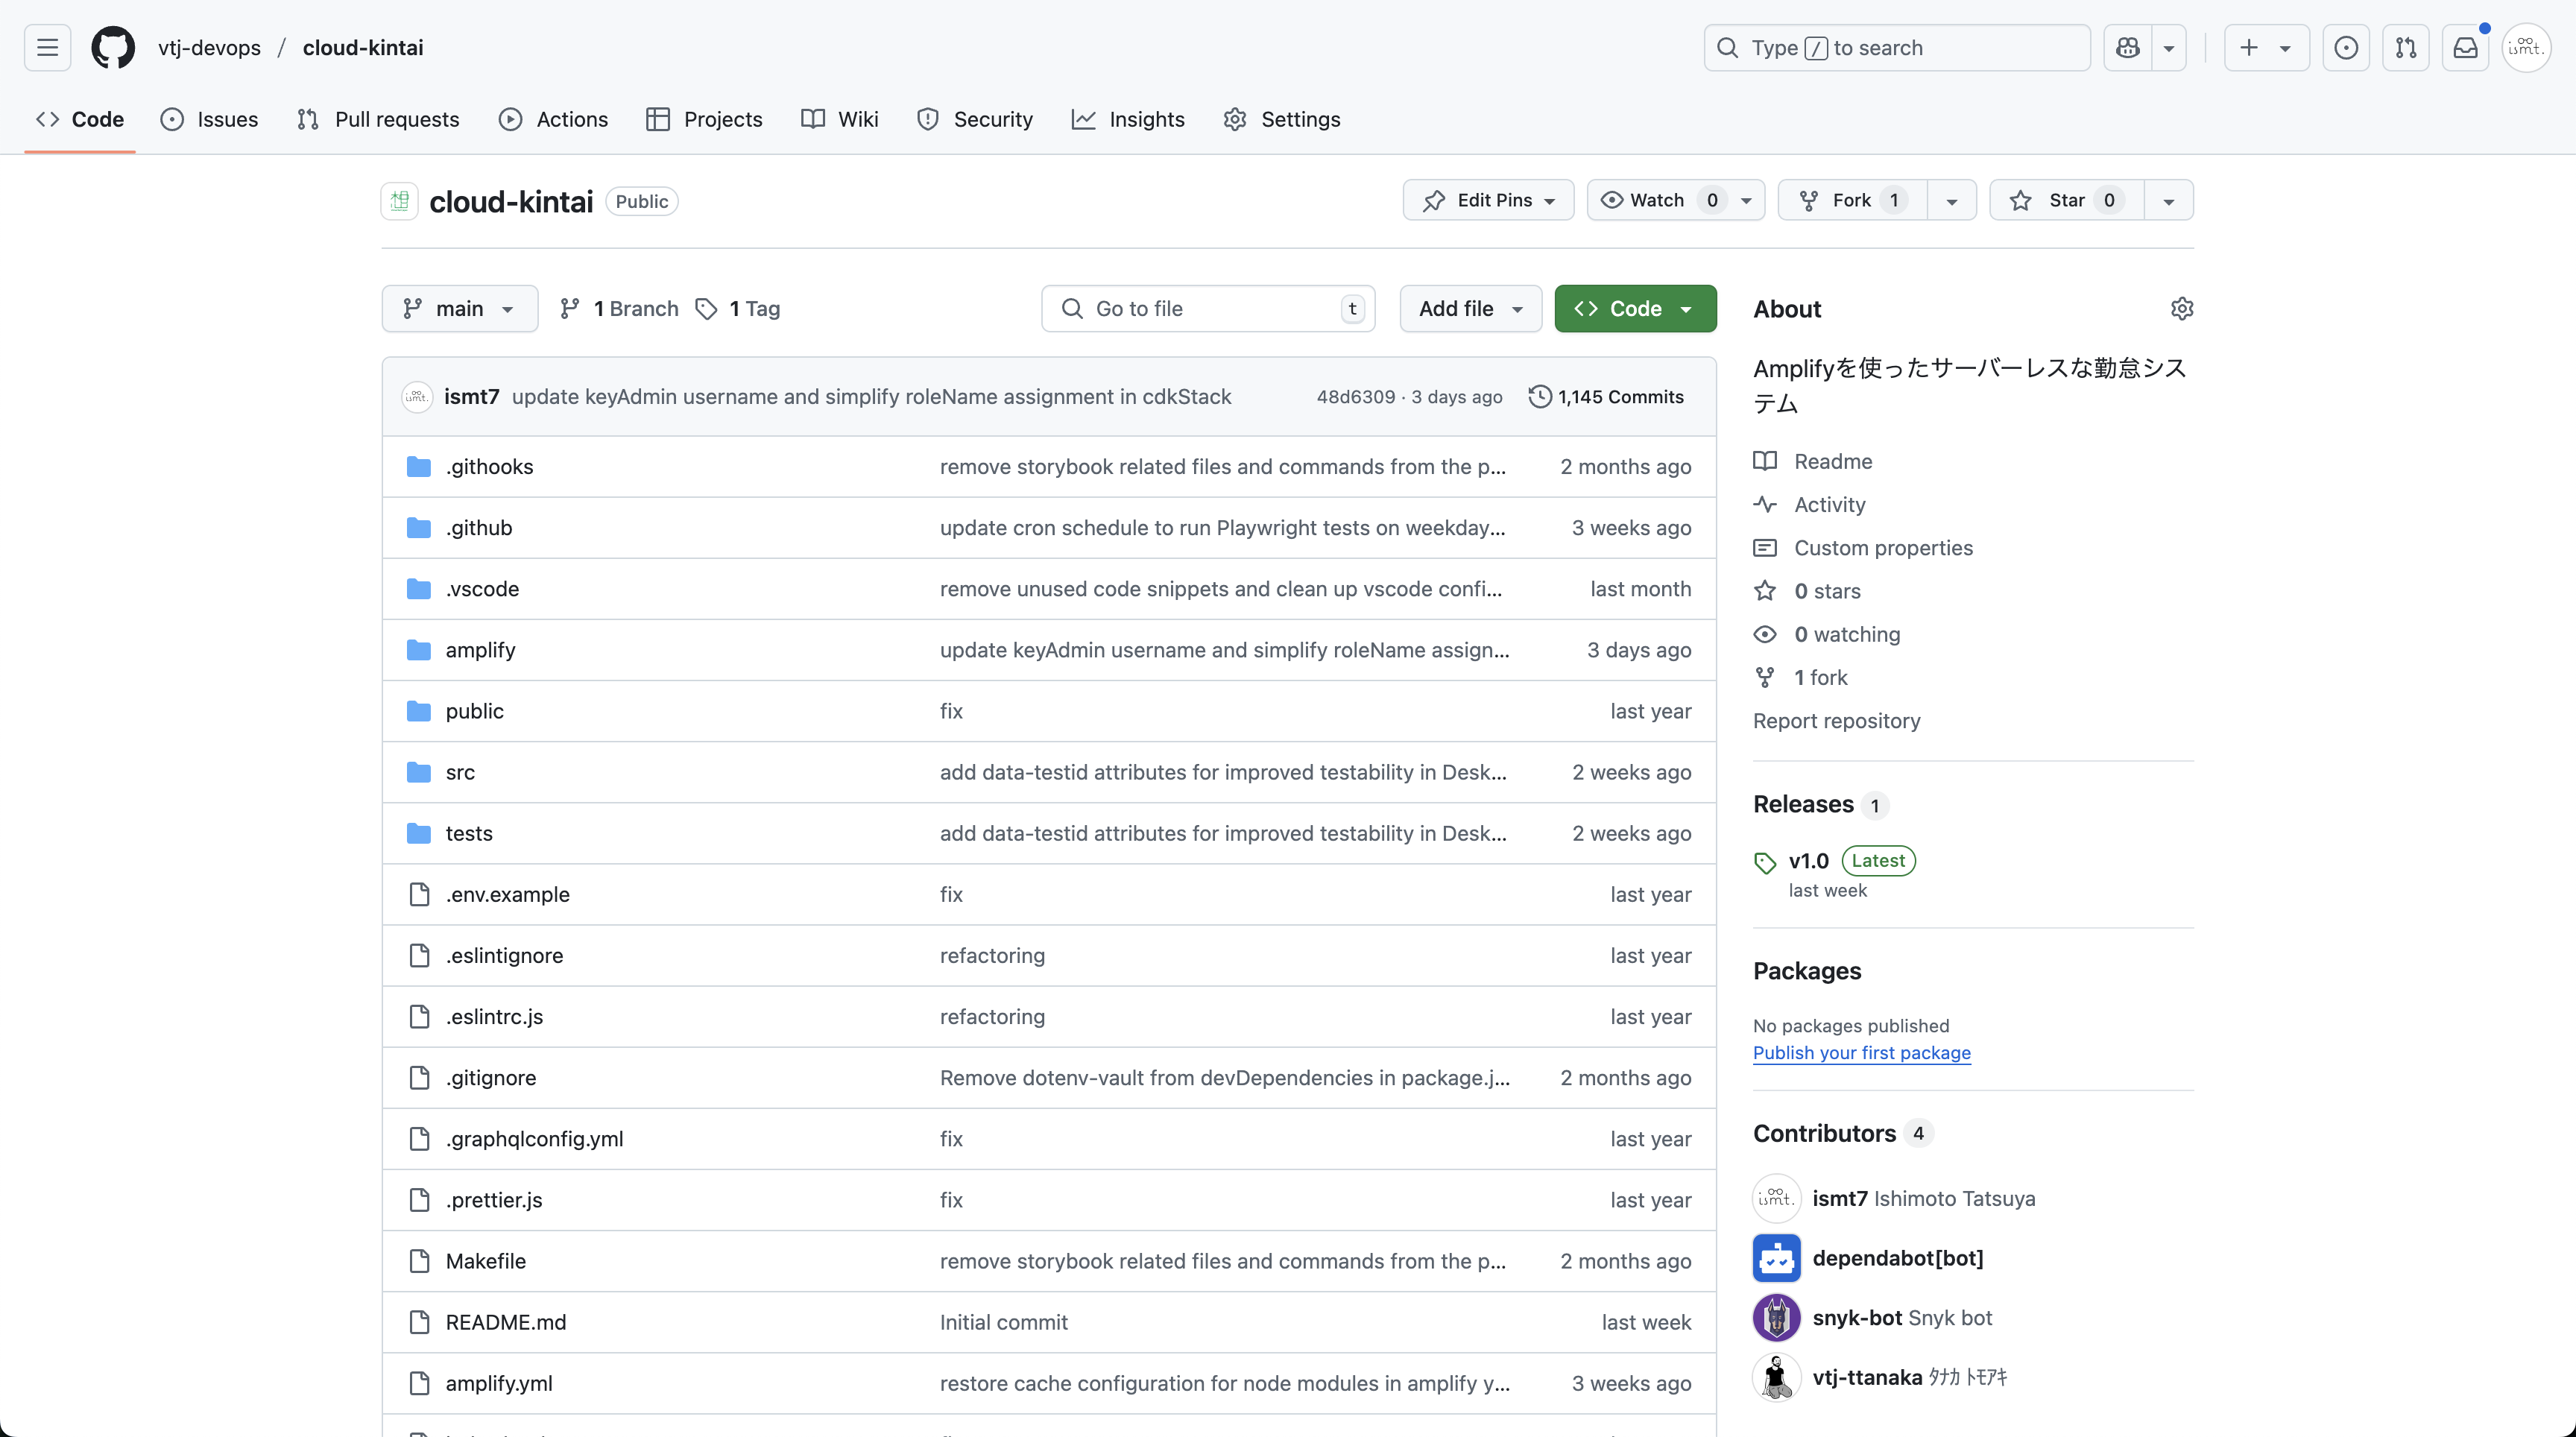 vtj-devops / cloud-kintai
Type / to search
ismt.
Code Issues Pull requests Actions Projects Wiki Security Insights Settings
cloud-kintai Public
Edit Pins Watch 0 Fork 1 Star 0
main 1 Branch 1 Tag
Go to file t
Add file Code
ismt. ismt7 update keyAdmin username and simplify roleName assignment in cdkStack 48d6309 · 3 days ago 1,145 Commits
.githooks remove storybook related files and commands from the p... 2 months ago
.github update cron schedule to run Playwright tests on weekday... 3 weeks ago
.vscode remove unused code snippets and clean up vscode confi... last month
amplify update keyAdmin username and simplify roleName assign... 3 days ago
public fix last year
src add data-testid attributes for improved testability in Desk... 2 weeks ago
tests add data-testid attributes for improved testability in Desk... 2 weeks ago
.env.example fix last year
.eslintignore refactoring last year
.eslintrc.js refactoring last year
.gitignore Remove dotenv-vault from devDependencies in package.j... 2 months ago
.graphqlconfig.yml fix last year
.prettier.js fix last year
Makefile remove storybook related files and commands from the p... 2 months ago
README.md Initial commit last week
amplify.yml restore cache configuration for node modules in amplify y... 3 weeks ago
About
Amplifyを使ったサーバーレスな勤怠シス
テム
Readme
Activity
Custom properties
0 stars
0 watching
1 fork
Report repository
Releases 1
v1.0 Latest
last week
Packages
No packages published
Publish your first package
Contributors 4
ismt. ismt7 Ishimoto Tatsuya
dependabot[bot]
snyk-bot Snyk bot
vtj-ttanaka ﾀﾅｶ ﾄﾓｱｷ